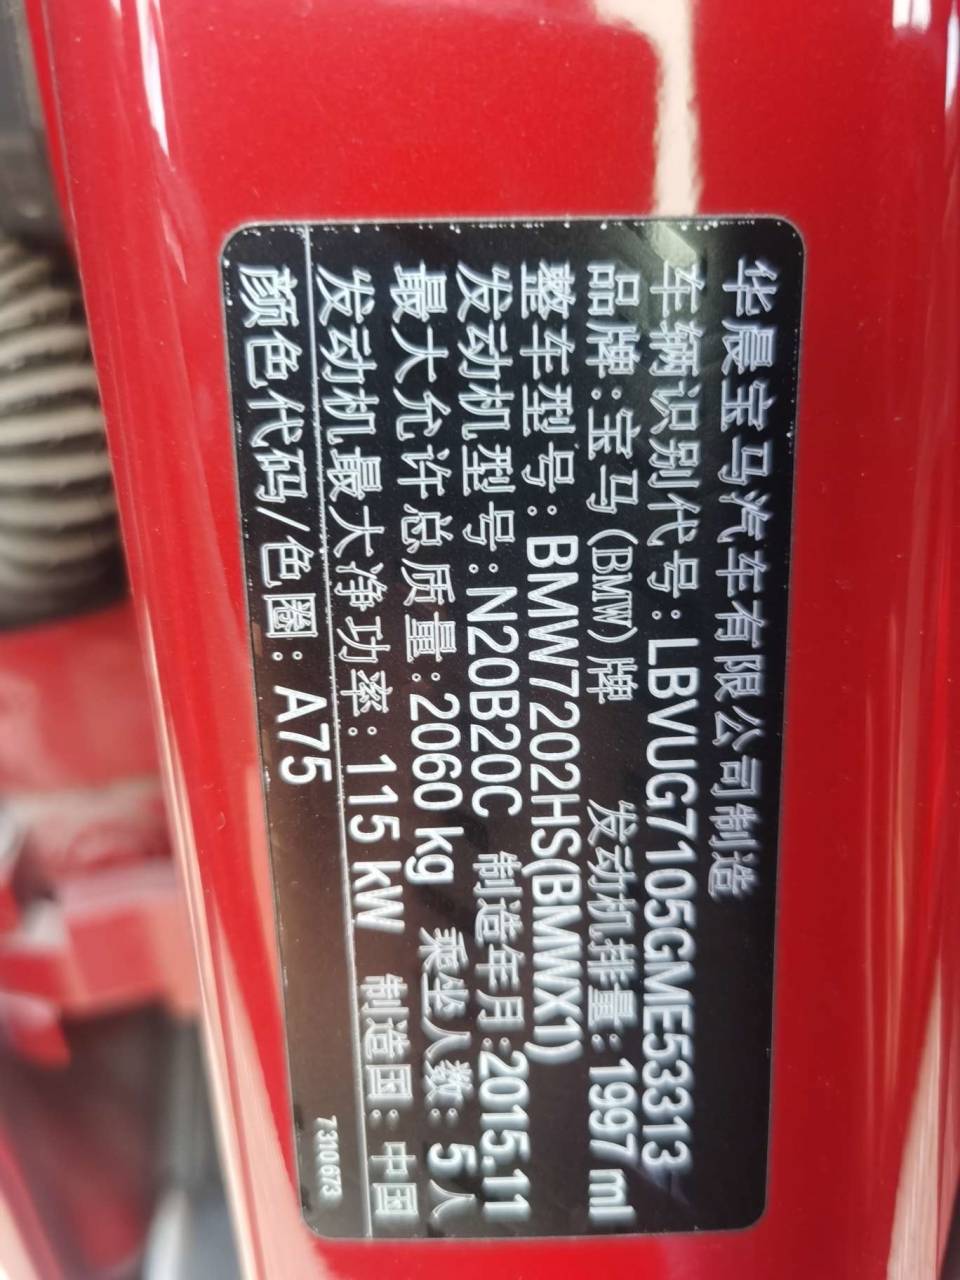 华晨宝马汽车有限公司制造
车辆识别代号:LBVUG7105GME53313
品牌:宝马(BMW)牌 发动机排量:1997 ml
整车型号:BMW7202HS(BMWX1)
发动机型号:N20B20C 制造年月:2015.11
最大允许总质量:2060 kg 乘坐人数:5人
发动机最大净功率:115 kW 制造国:中国
颜色代码/色圈:A75
7310673